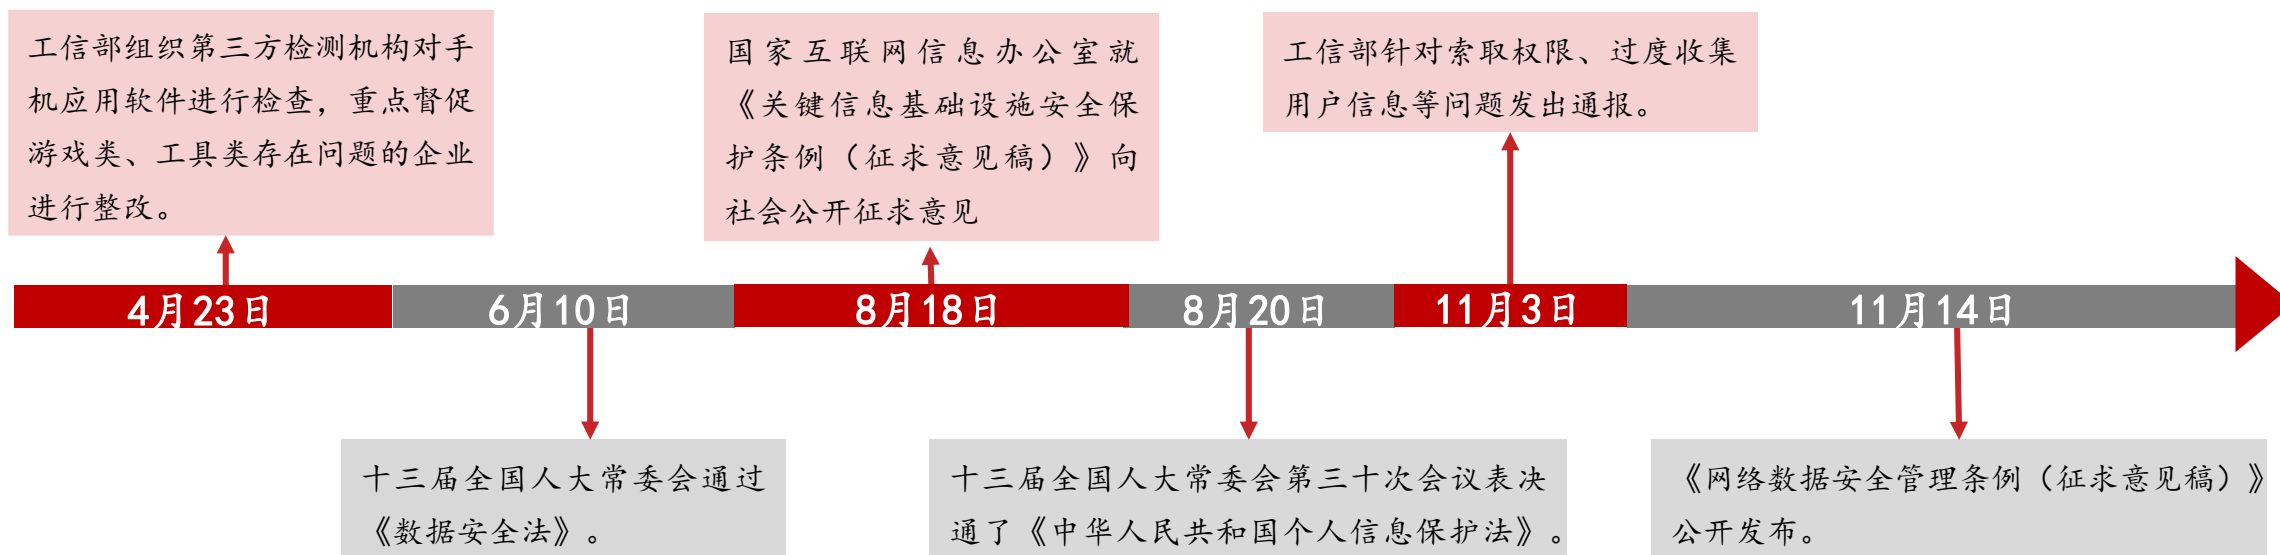 工信部组织第三方检测机构对手
机应用软件进行检查，重点督促
游戏类、工具类存在问题的企业
进行整改。
国家互联网信息办公室就
《关键信息基础设施安全保
护条例（征求意见稿）》向
社会公开征求意见
工信部针对索取权限、过度收集
用户信息等问题发出通报。
4月23日
6月10日
8月18日
8月20日
11月3日
11月14日
十三届全国人大常委会通过
《数据安全法》。
十三届全国人大常委会第三十次会议表决
通了《中华人民共和国个人信息保护法》。
《网络数据安全管理条例（征求意见稿）》
公开发布。